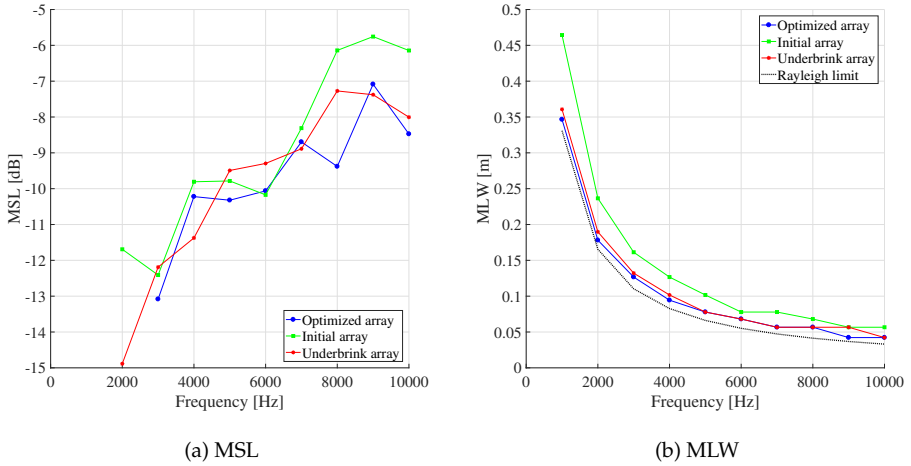 -5
-6
-7
-8
-9
-10
-11
-12
-13
-14
-15
MSL [dB]
Optimized array
Initial array
Underbrink array
0 2000 4000 6000 8000 10000
Frequency [Hz]
(a) MSL
0.5
0.45
0.4
0.35
0.3
0.25
0.2
0.15
0.1
0.05
0
MLW [m]
Optimized array
Initial array
Underbrink array
Rayleigh limit
0 2000 4000 6000 8000 10000
Frequency [Hz]
(b) MLW